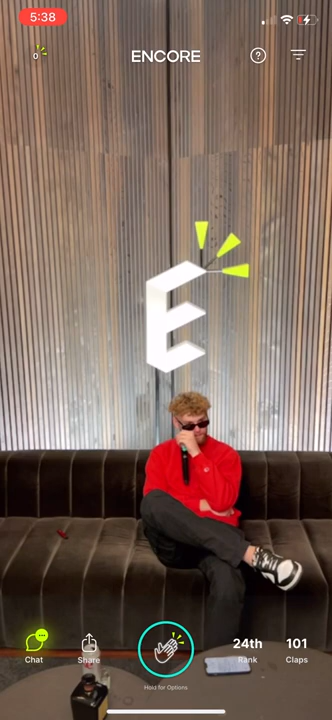 5:38
0
ENCORE
?
E
24th
101
Chat
Share
Rank
Claps
Hold for Options